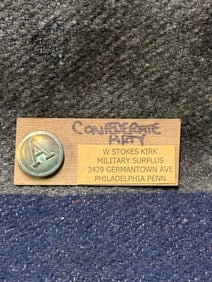 CONFEDERATE
ARTY
A
W STOKES KIRK
MILITARY SURPLUS
3429 GERMANTOWN AVE
PHILADELPHIA PENN